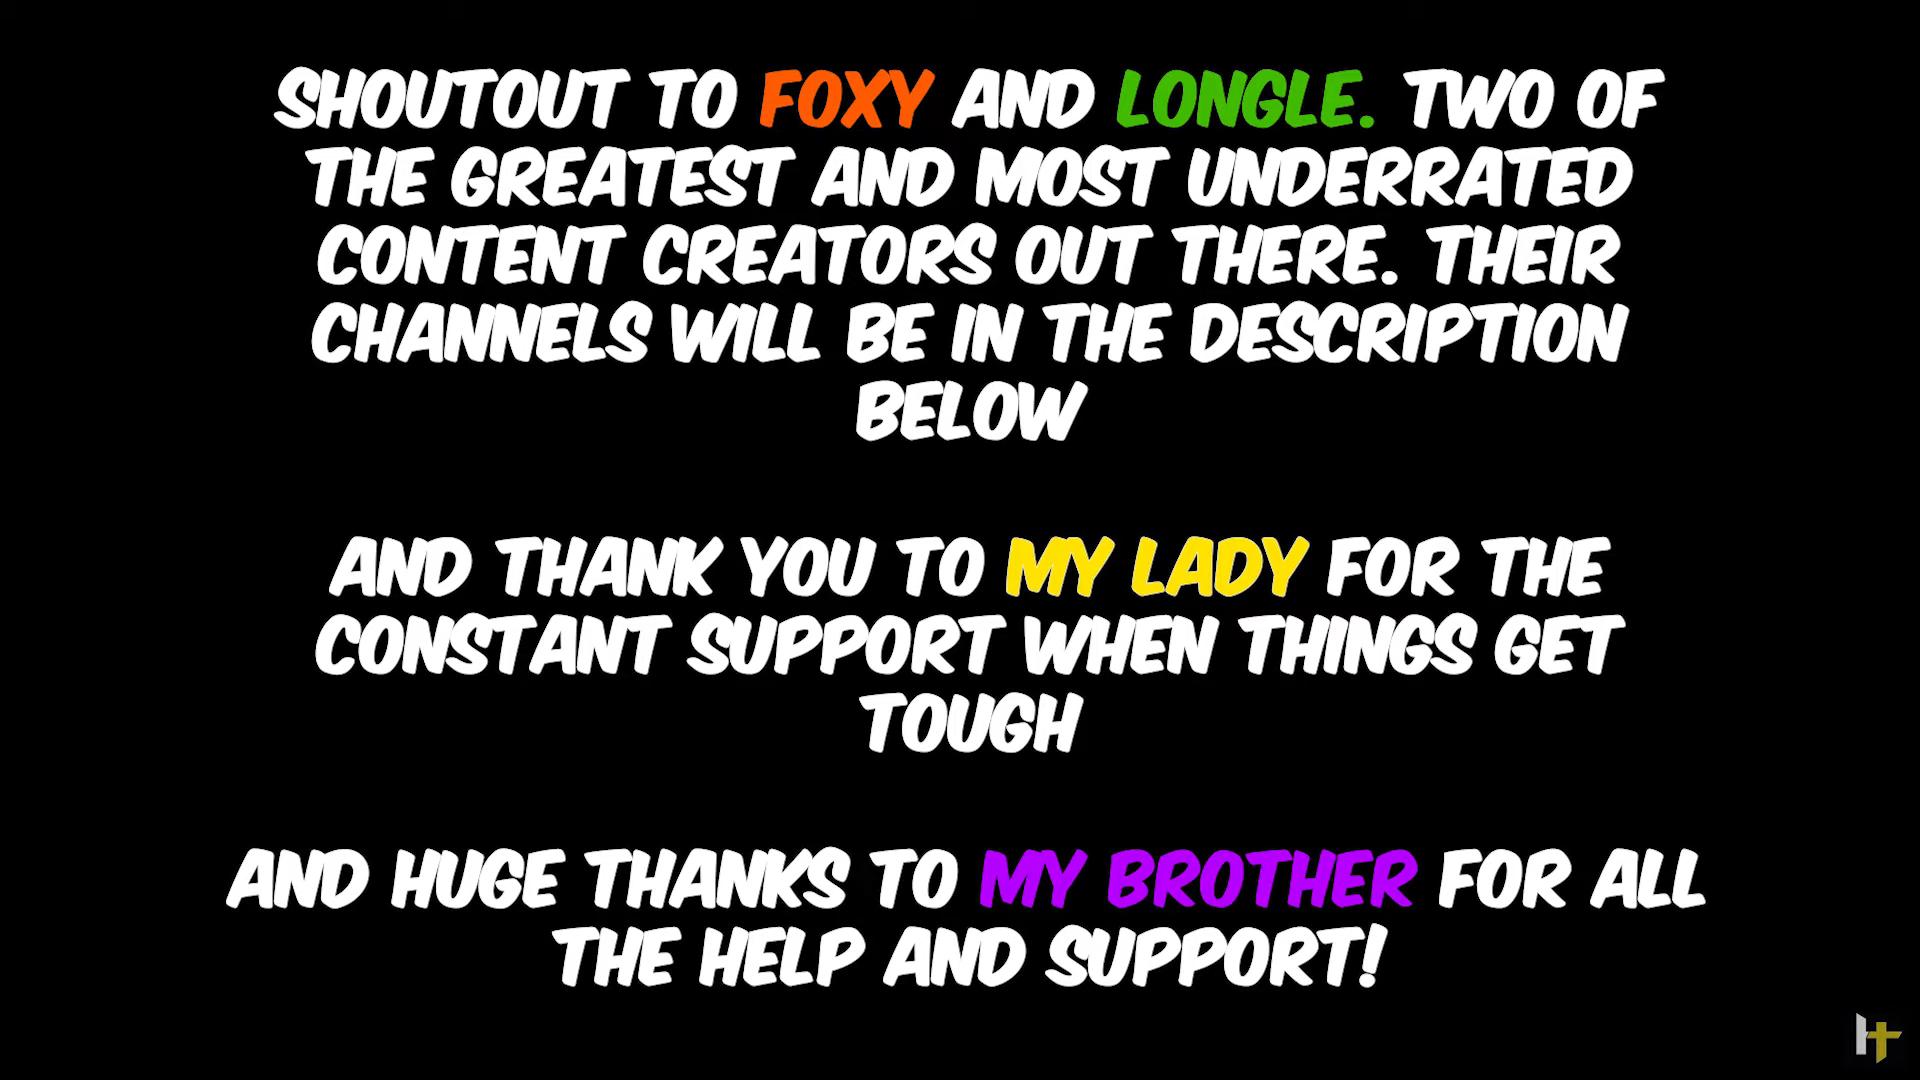 SHOUTOUT TO FOXY AND LONGLE. TWO OF
THE GREATEST AND MOST UNDERRATED
CONTENT CREATORS OUT THERE. THEIR
CHANNELS WILL BE IN THE DESCRIPTION
BELOW
AND THANK YOU TO MY LADY FOR THE
CONSTANT SUPPORT WHEN THINGS GET
TOUGH
AND HUGE THANKS TO MY BROTHER FOR ALL
THE HELP AND SUPPORT!
HT